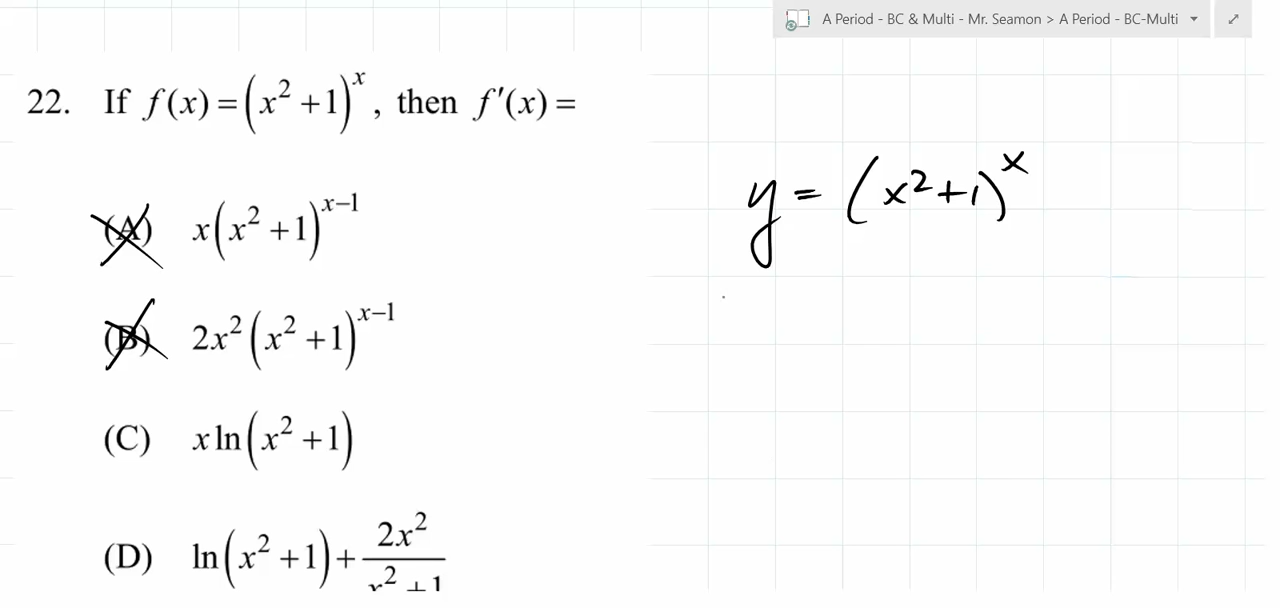 A Period - BC & Multi - Mr. Seamon > A Period - BC-Multi
22. If f(x) = (x² + 1)ˣ, then f′(x) =
y = (x² + 1)ˣ
(A) x(x² + 1)ˣ⁻¹
(B) 2x²(x² + 1)ˣ⁻¹
(C) x ln(x² + 1)
(D) ln(x² + 1) + 2x² / x² + 1